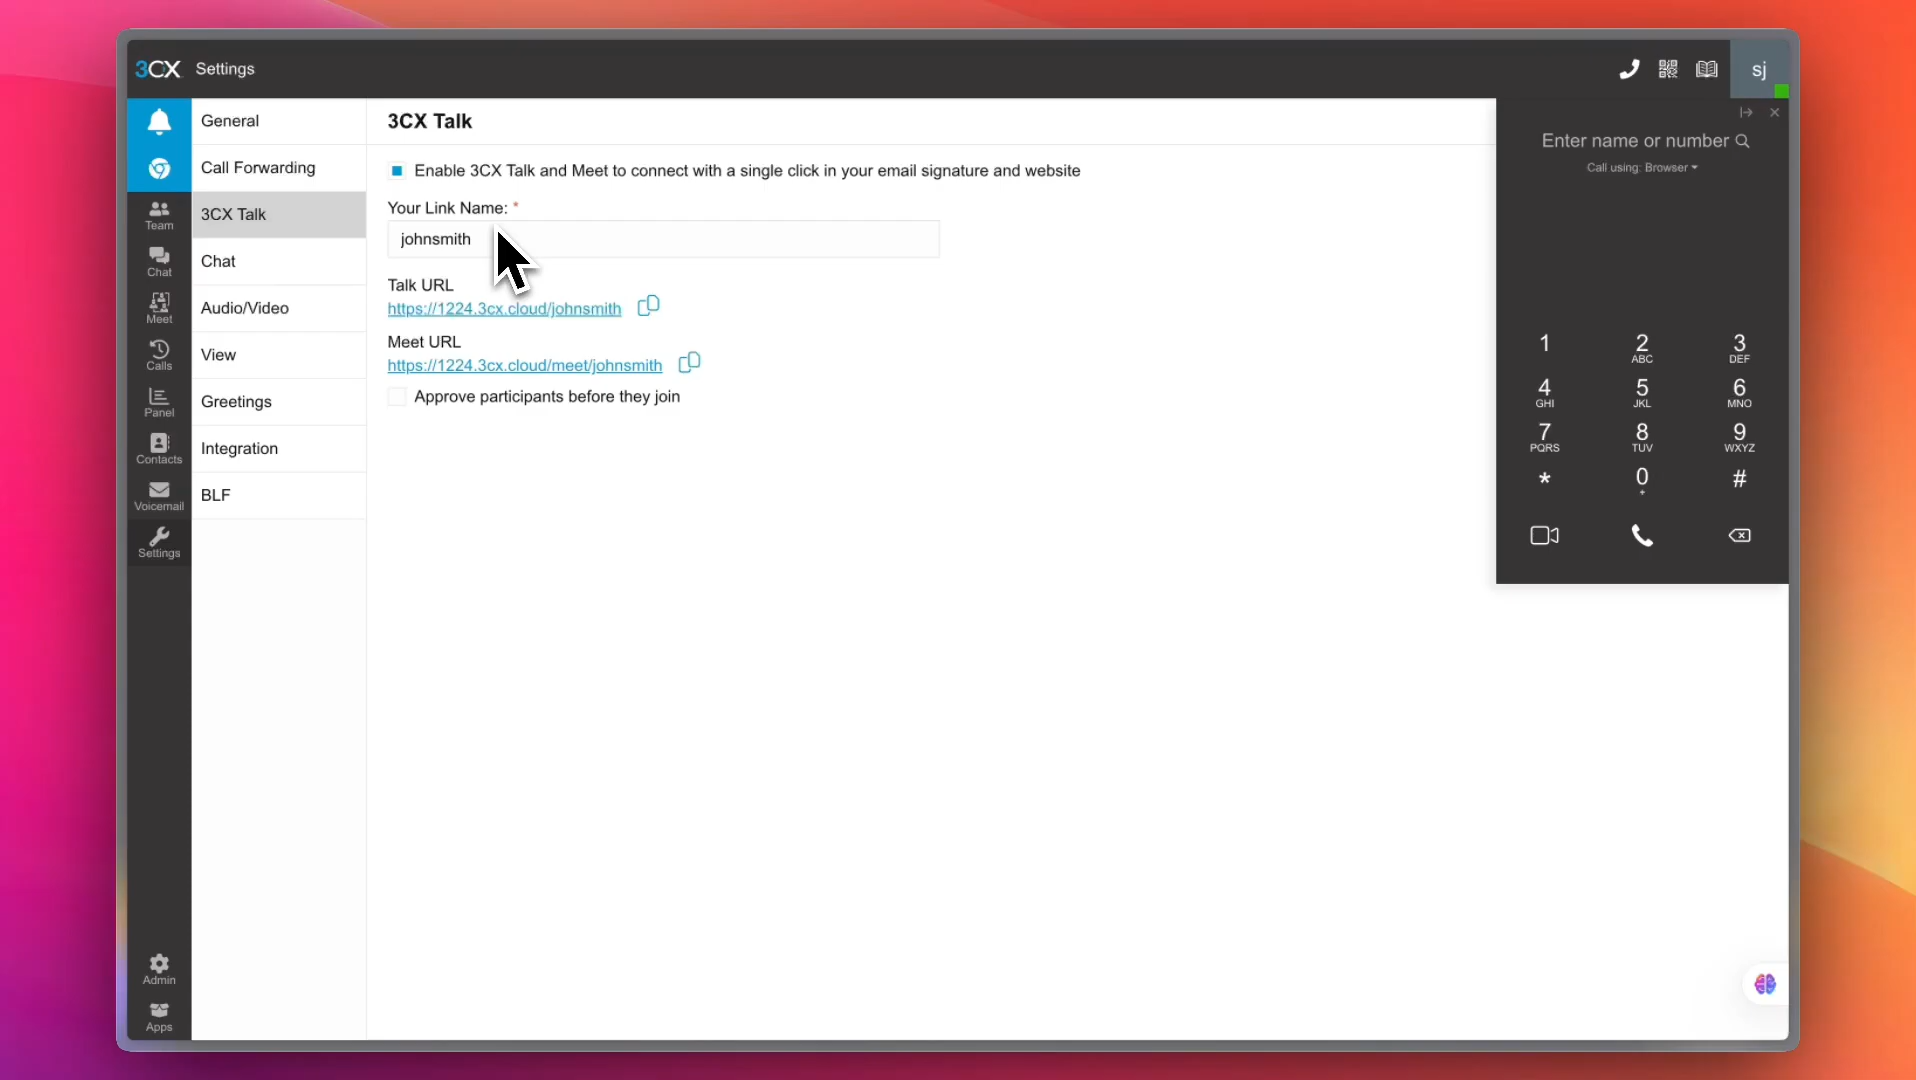 3CX Settings
sj
General
Call Forwarding
3CX Talk
Chat
Audio/Video
View
Greetings
Integration
BLF
Team
Chat
Meet
Calls
Panel
Contacts
Voicemail
Settings
Admin
Apps
3CX Talk
Enable 3CX Talk and Meet to connect with a single click in your email signature and website
Your Link Name: *
johnsmith
Talk URL
https://1224.3cx.cloud/johnsmith
Meet URL
https://1224.3cx.cloud/meet/johnsmith
Approve participants before they join
Enter name or number
Call using: Browser
1 2 3
ABC DEF
4 5 6
GHI JKL MNO
7 8 9
PQRS TUV WXYZ
* 0 #
+